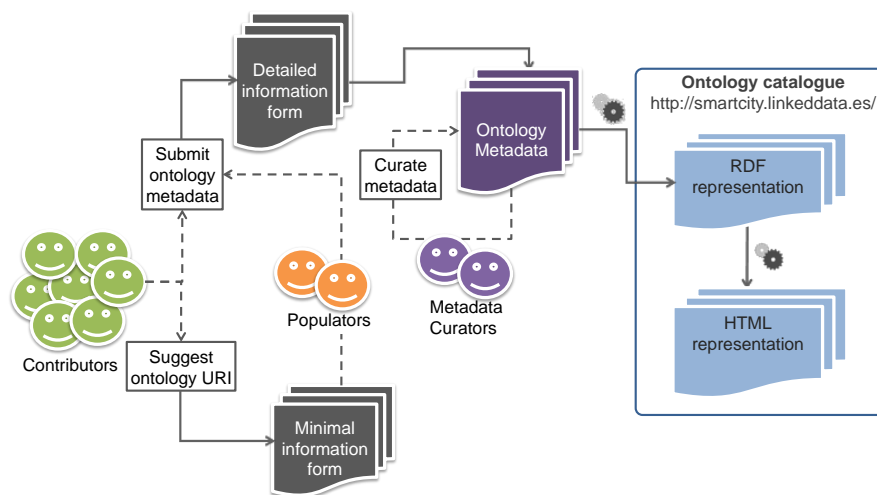 Detailed
information
form
Ontology catalogue
http://smartcity.linkeddata.es/
Ontology
Metadata
Submit
ontology
metadata
Curate
metadata
RDF
representation
Populators
Metadata
Curators
Contributors
Suggest
ontology URI
HTML
representation
Minimal
information
form